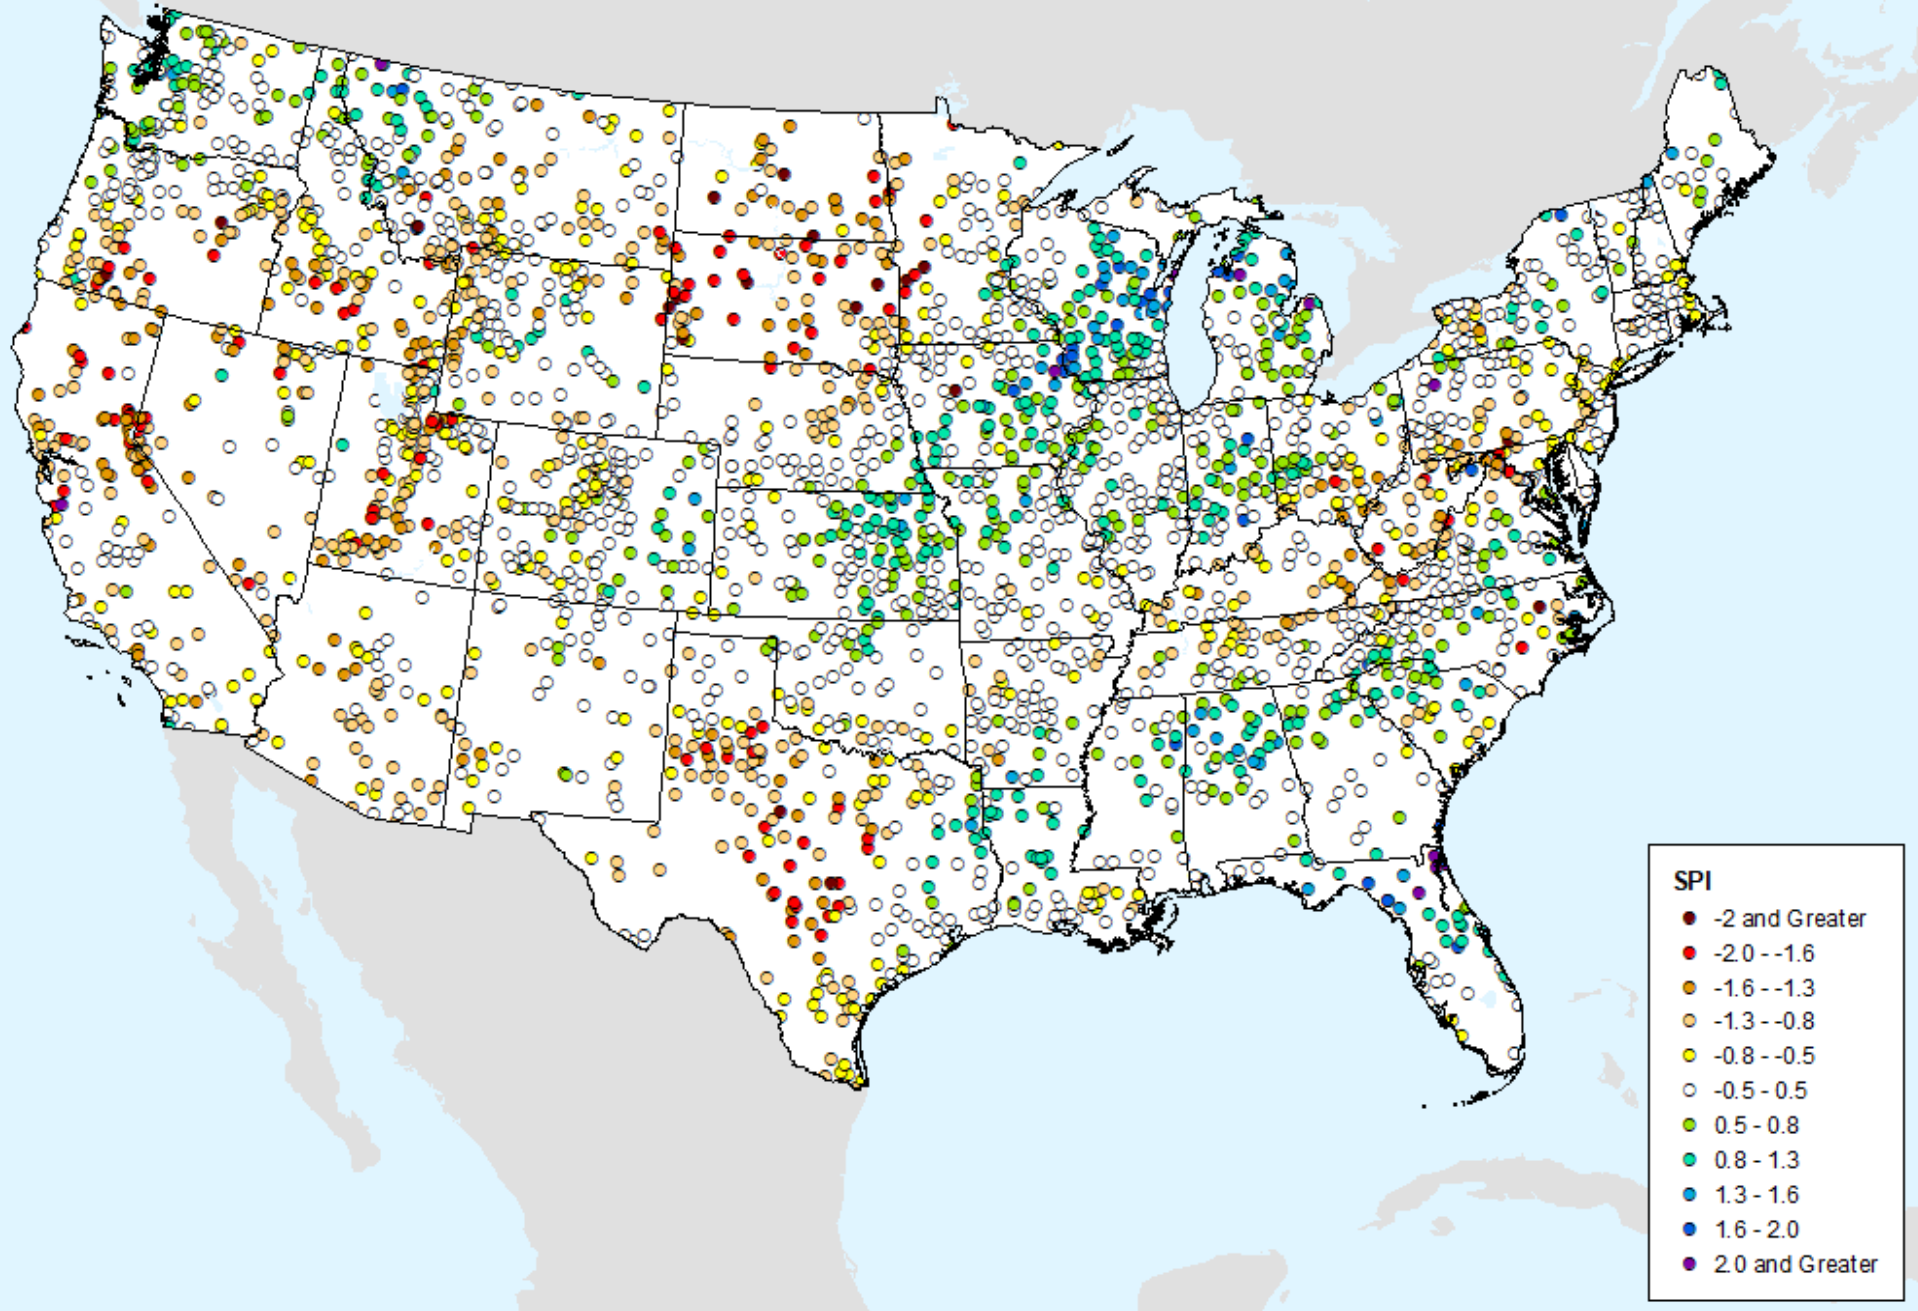 SPI
-2 and Greater
-2.0 - -1.6
-1.6 - -1.3
-1.3 - -0.8
-0.8 - -0.5
-0.5 - 0.5
0.5 - 0.8
0.8 - 1.3
1.3 - 1.6
1.6 - 2.0
2.0 and Greater